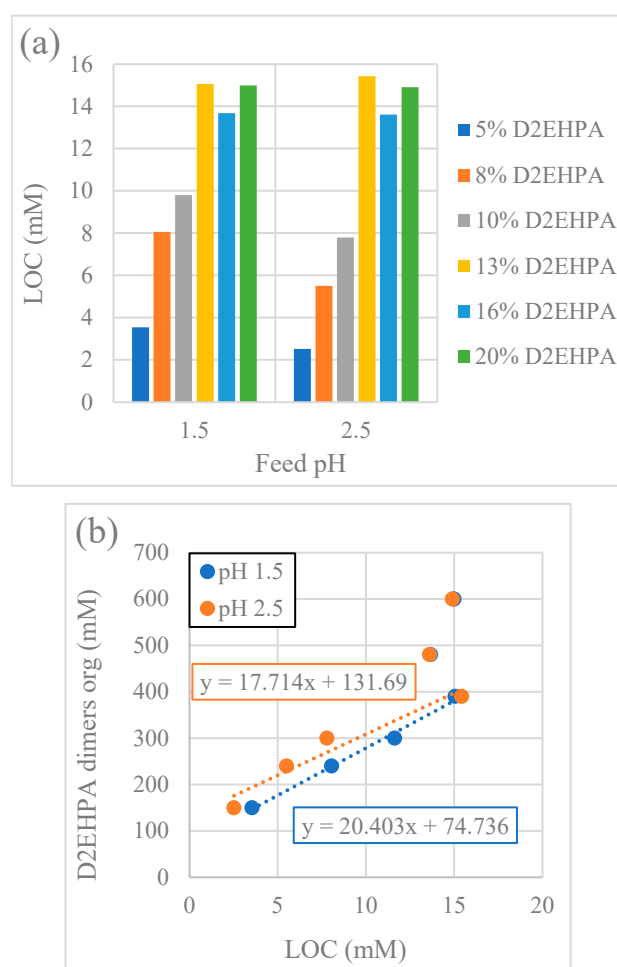 (a)
16
14
12
10
8
6
4
2
0
LOC (mM)
1.5
2.5
Feed pH
5% D2EHPA
8% D2EHPA
10% D2EHPA
13% D2EHPA
16% D2EHPA
20% D2EHPA
(b)
700
600
500
400
300
200
100
0
D2EHPA dimers org (mM)
pH 1.5
pH 2.5
y = 17.714x + 131.69
y = 20.403x + 74.736
0
5
10
15
20
LOC (mM)